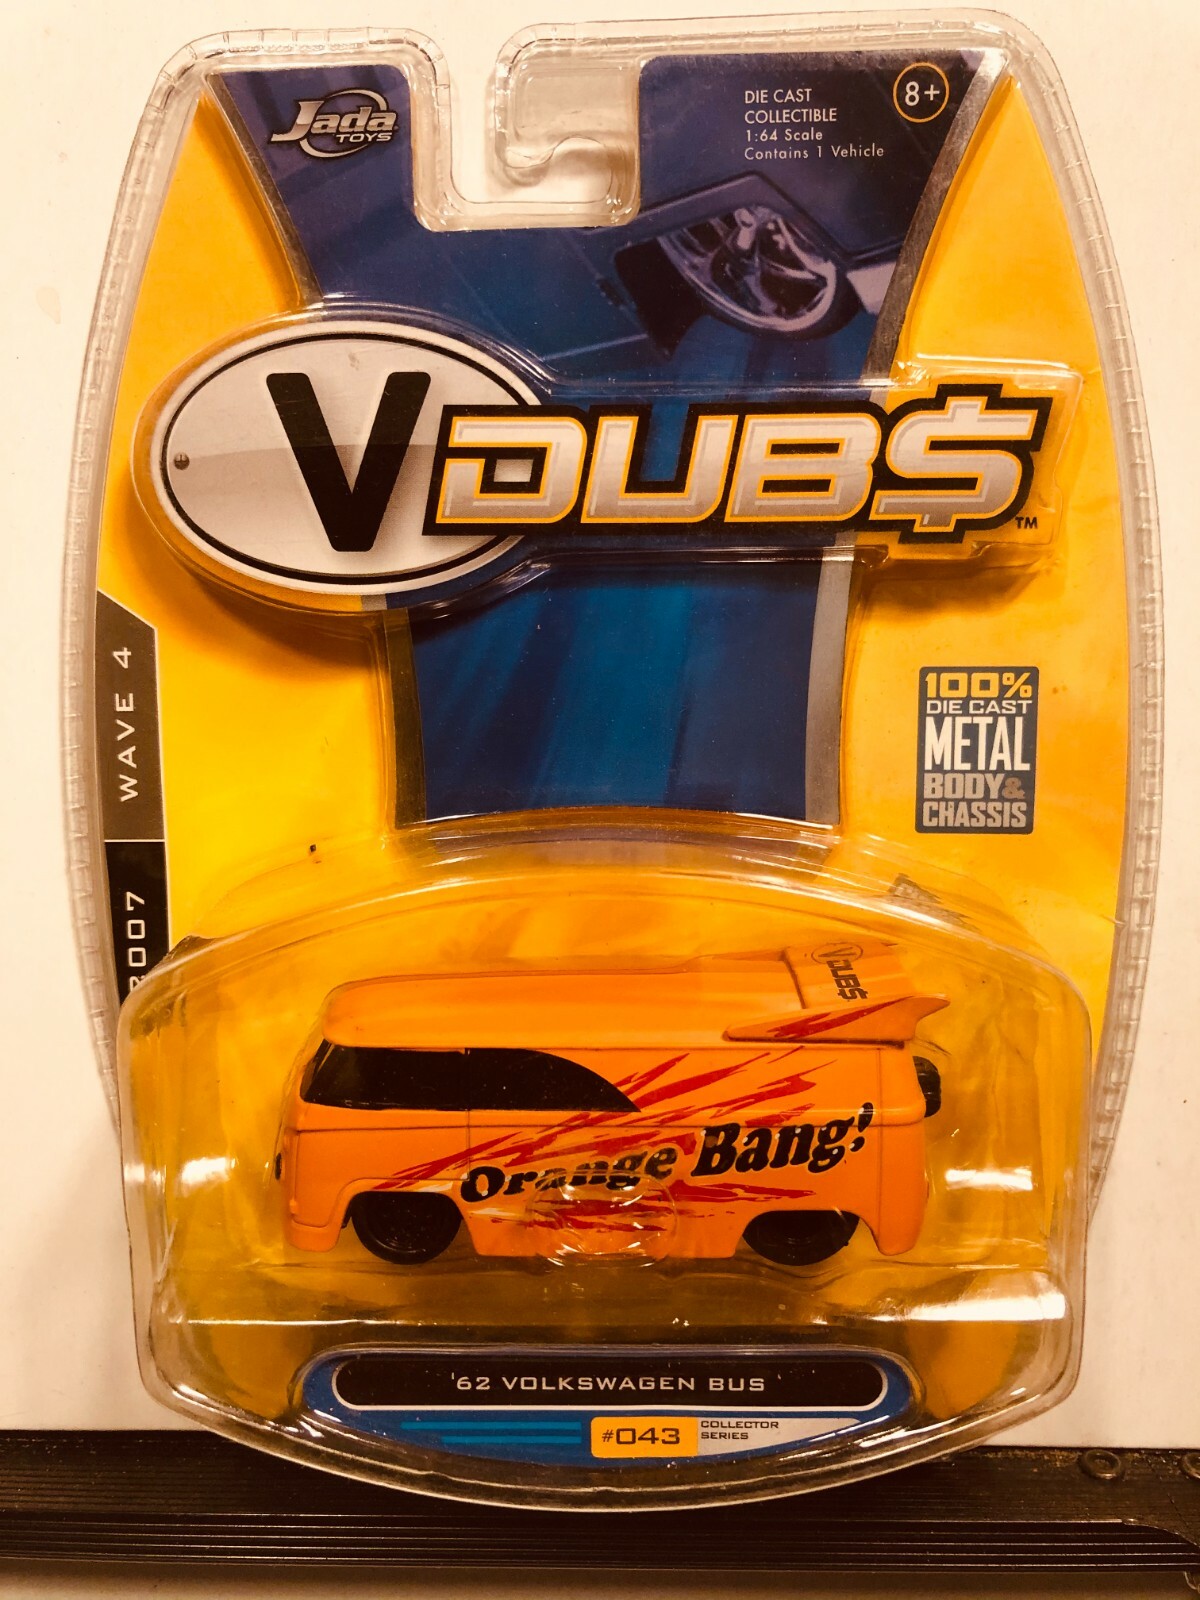 Jada
TOYS
DIE CAST
COLLECTIBLE
1:64 Scale
Contains 1 Vehicle
8+
V DUB$
TM
WAVE 4
100%
DIE CAST
METAL
BODY&
CHASSIS
V DUB$
Orange Bang!
'62 VOLKSWAGEN BUS
#043
COLLECTOR
SERIES